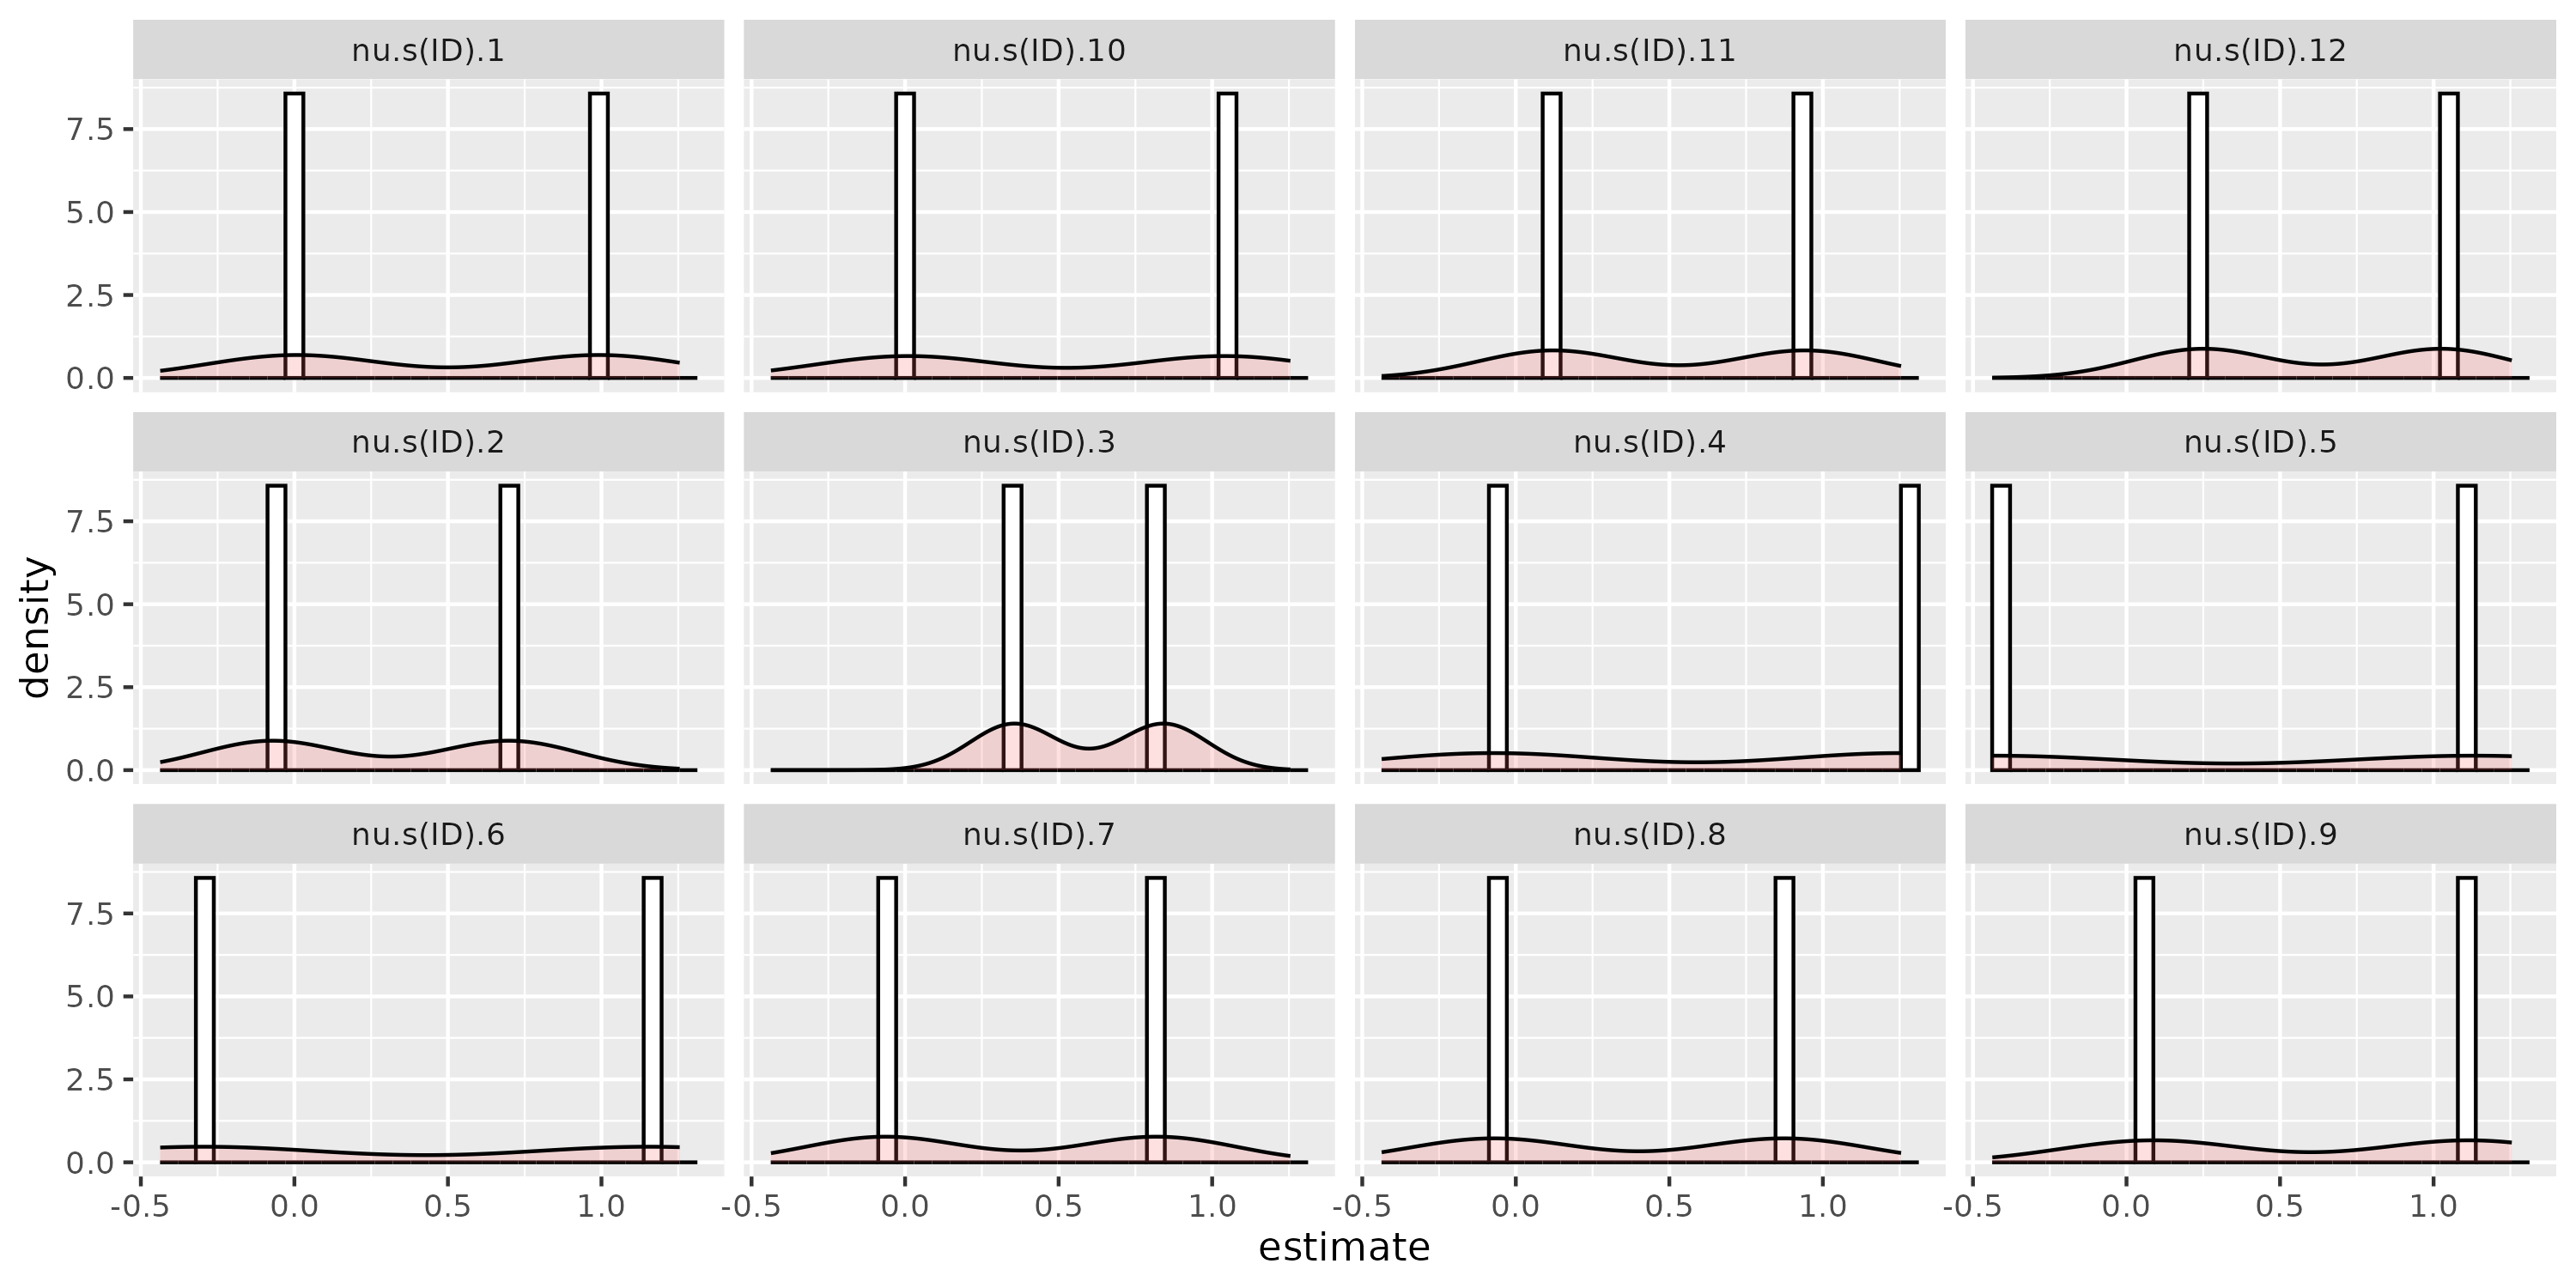 nu.s(ID).1 nu.s(ID).10 nu.s(ID).11 nu.s(ID).12
7.5
5.0
2.5
0.0
nu.s(ID).2 nu.s(ID).3 nu.s(ID).4 nu.s(ID).5
density
7.5
5.0
2.5
0.0
nu.s(ID).6 nu.s(ID).7 nu.s(ID).8 nu.s(ID).9
7.5
5.0
2.5
0.0
-0.5 0.0 0.5 1.0 -0.5 0.0 0.5 1.0 -0.5 0.0 0.5 1.0 -0.5 0.0 0.5 1.0
estimate